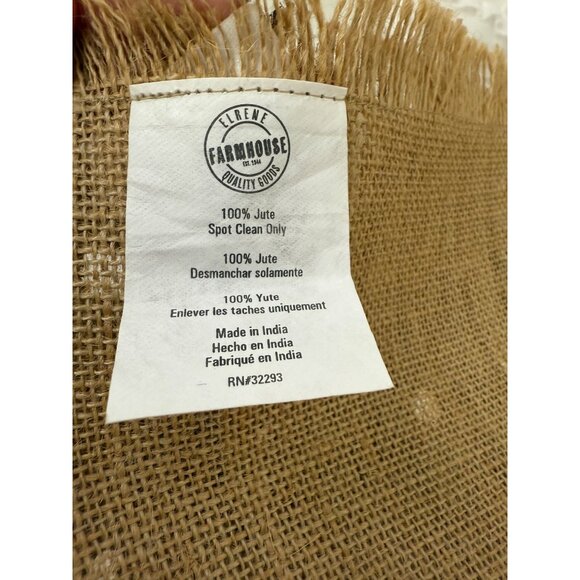 ELRENE
FARMHOUSE
EST. 1944
QUALITY GOODS
100% Jute
Spot Clean Only
100% Jute
Desmanchar solamente
100% Yute
Enlever les taches uniquement
Made in India
Hecho en India
Fabriqué en India
RN#32293